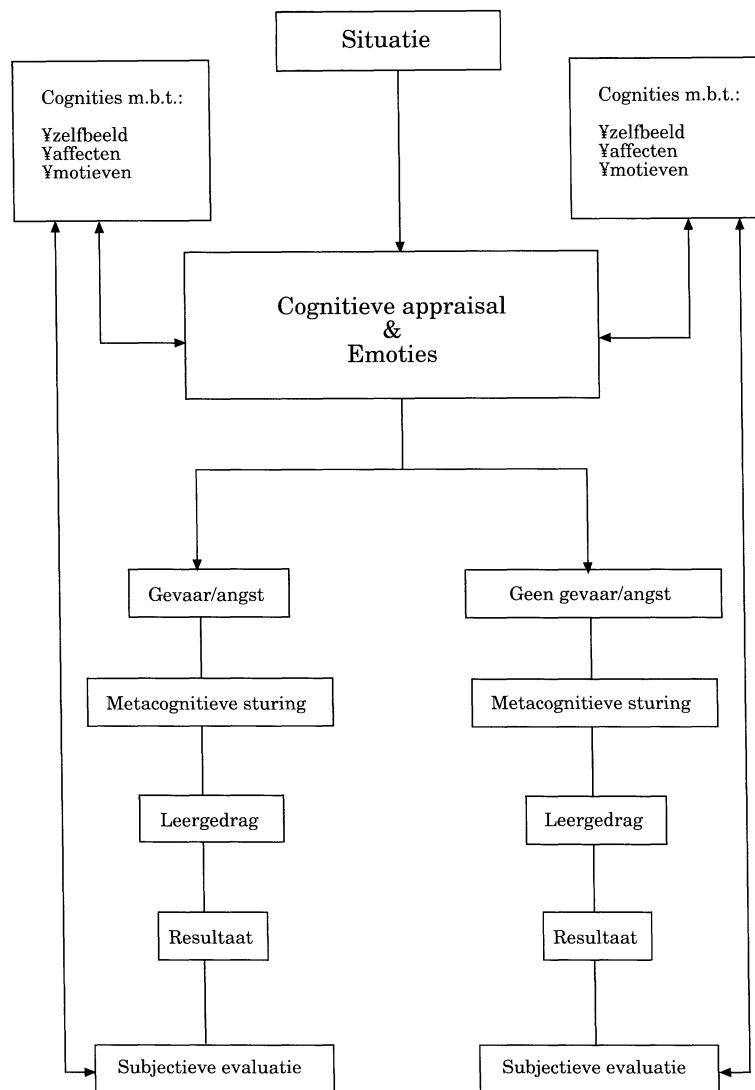 Situatie
Cognities m.b.t.:
¥zelfbeeld
¥affecten
¥motieven
Cognities m.b.t.:
¥zelfbeeld
¥affecten
¥motieven
Cognitieve appraisal
&
Emoties
Gevaar/angst
Geen gevaar/angst
Metacognitieve sturing
Metacognitieve sturing
Leergedrag
Leergedrag
Resultaat
Resultaat
Subjectieve evaluatie
Subjectieve evaluatie